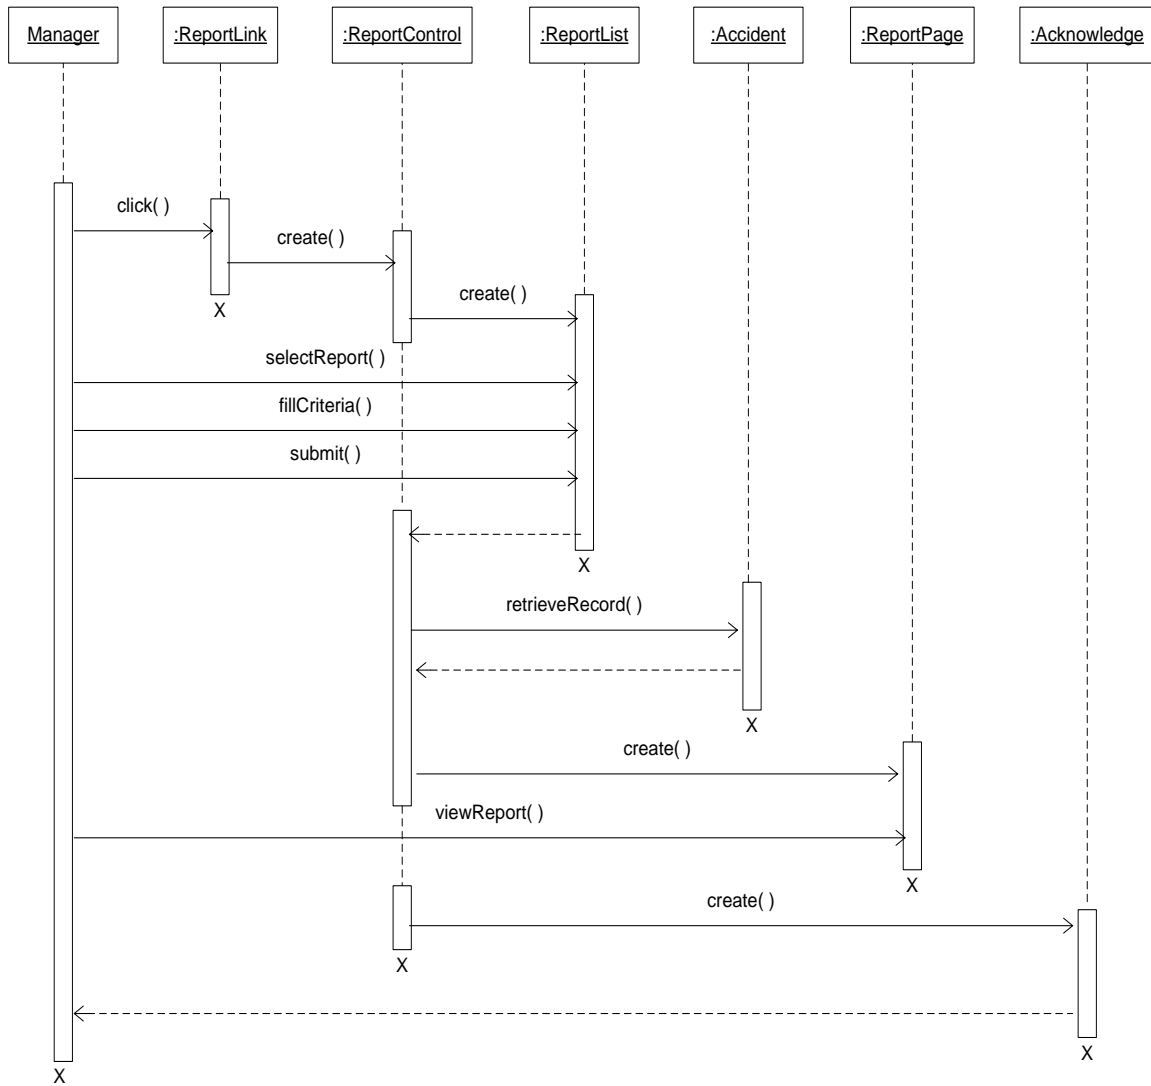 Manager
:ReportLink
:ReportControl
:ReportList
:Accident
:ReportPage
:Acknowledge
click( )
create( )
create( )
X
selectReport( )
fillCriteria( )
submit( )
X
retrieveRecord( )
X
create( )
viewReport( )
X
create( )
X
X
X